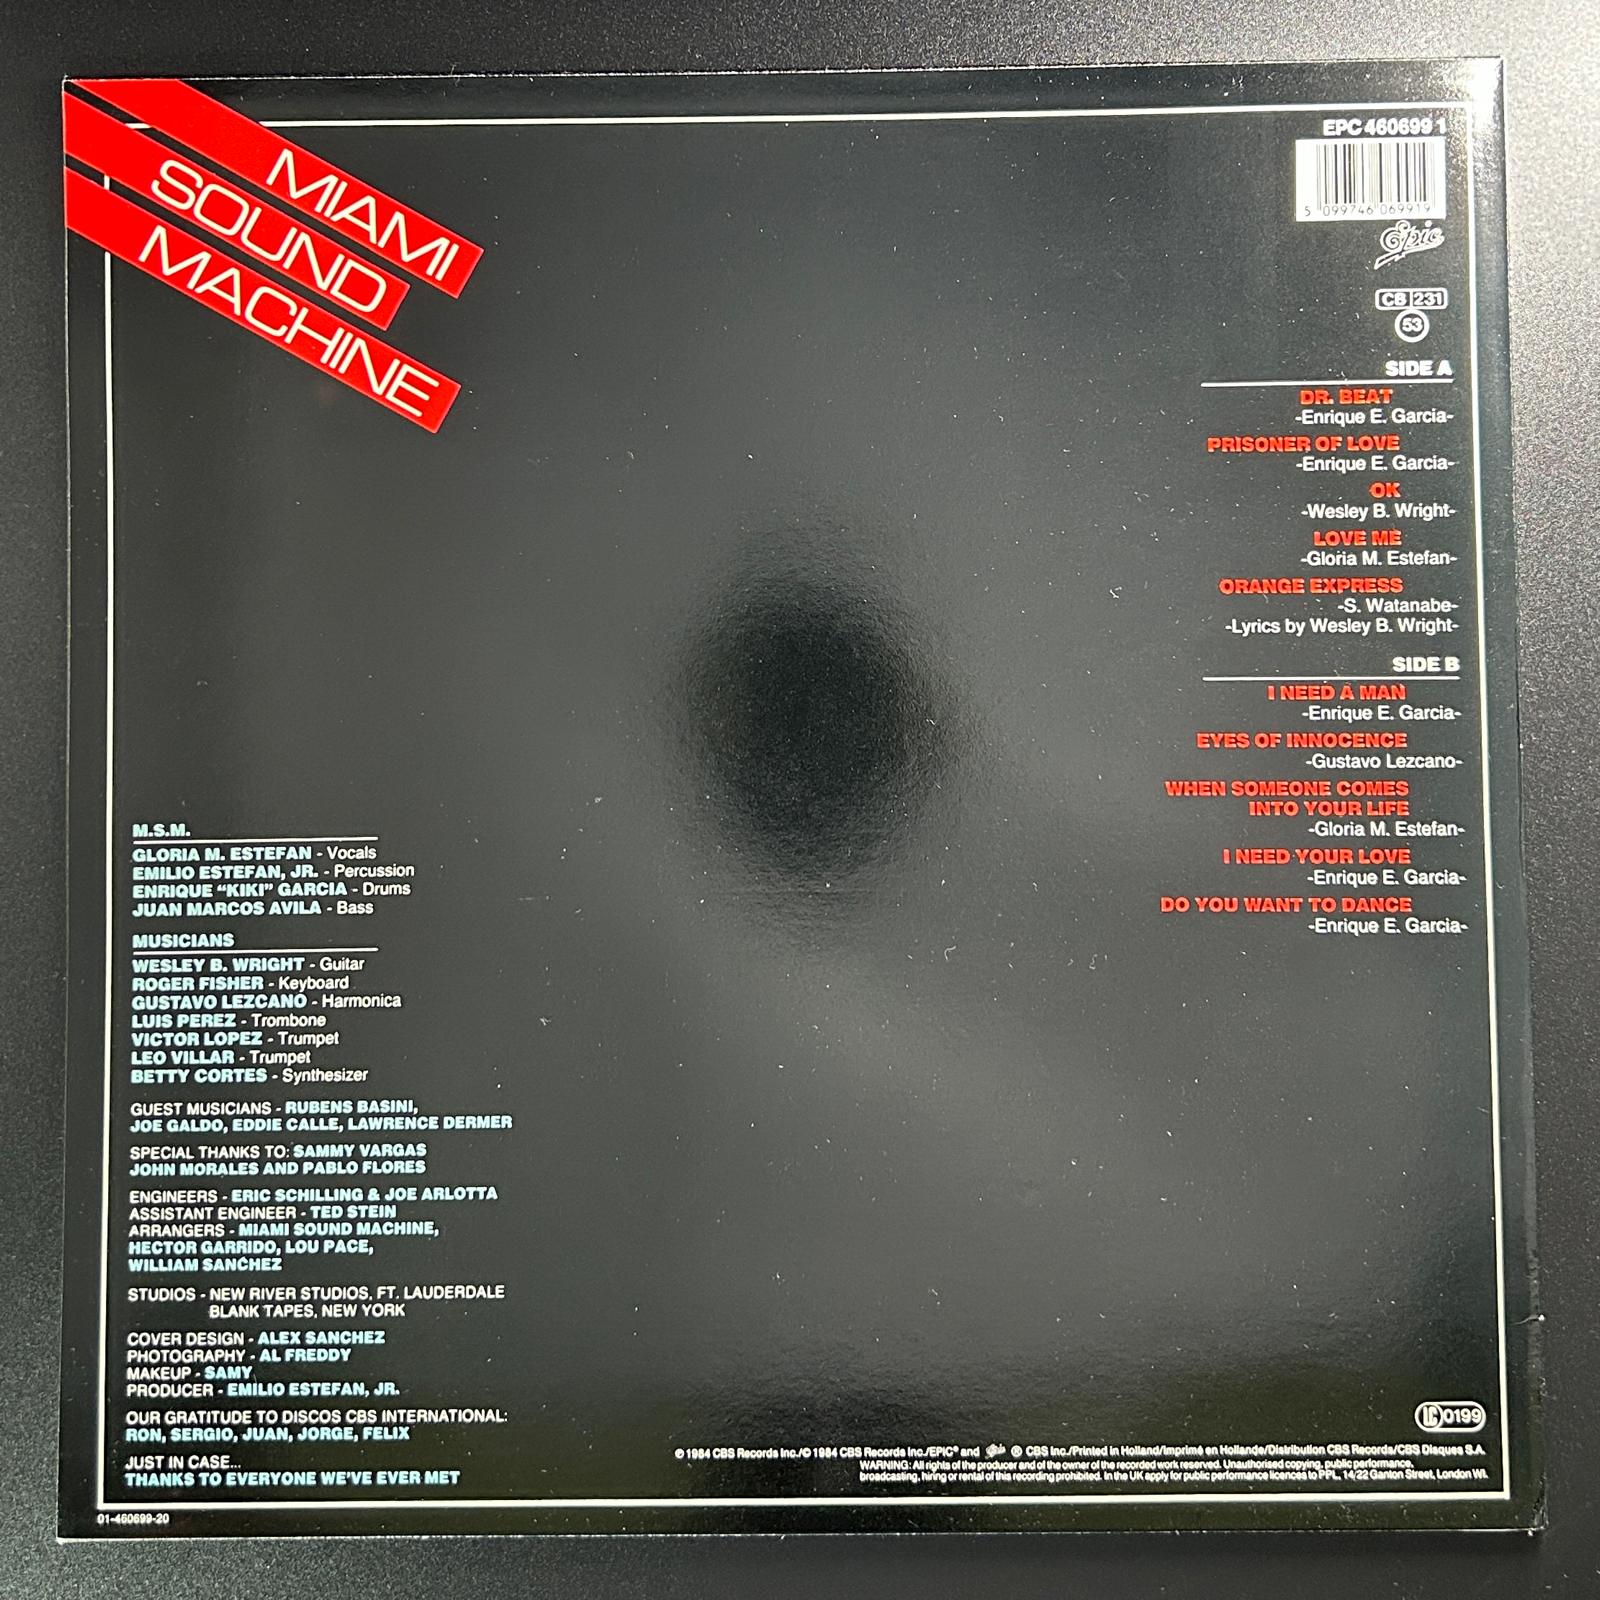 MIAMI
SOUND
MACHINE
EPC 460699 1
5 099746 069919
Epic
CB 231
53
SIDE A
DR. BEAT
-Enrique E. Garcia-
PRISONER OF LOVE
-Enrique E. Garcia-
OK
-Wesley B. Wright-
LOVE ME
-Gloria M. Estefan-
ORANGE EXPRESS
-S. Watanabe-
-Lyrics by Wesley B. Wright-
SIDE B
I NEED A MAN
-Enrique E. Garcia-
EYES OF INNOCENCE
-Gustavo Lezcano-
WHEN SOMEONE COMES
INTO YOUR LIFE
-Gloria M. Estefan-
I NEED YOUR LOVE
-Enrique E. Garcia-
DO YOU WANT TO DANCE
-Enrique E. Garcia-
M.S.M.
GLORIA M. ESTEFAN - Vocals
EMILIO ESTEFAN, JR. - Percussion
ENRIQUE “KIKI” GARCIA - Drums
JUAN MARCOS AVILA - Bass
MUSICIANS
WESLEY B. WRIGHT - Guitar
ROGER FISHER - Keyboard
GUSTAVO LEZCANO - Harmonica
LUIS PEREZ - Trombone
VICTOR LOPEZ - Trumpet
LEO VILLAR - Trumpet
BETTY CORTES - Synthesizer
GUEST MUSICIANS - RUBENS BASINI,
JOE GALDO, EDDIE CALLE, LAWRENCE DERMER
SPECIAL THANKS TO: SAMMY VARGAS
JOHN MORALES AND PABLO FLORES
ENGINEERS - ERIC SCHILLING & JOE ARLOTTA
ASSISTANT ENGINEER - TED STEIN
ARRANGERS - MIAMI SOUND MACHINE,
HECTOR GARRIDO, LOU PACE,
WILLIAM SANCHEZ
STUDIOS - NEW RIVER STUDIOS, FT. LAUDERDALE
BLANK TAPES, NEW YORK
COVER DESIGN - ALEX SANCHEZ
PHOTOGRAPHY - AL FREDDY
MAKEUP - SAMY
PRODUCER - EMILIO ESTEFAN, JR.
OUR GRATITUDE TO DISCOS CBS INTERNATIONAL:
RON, SERGIO, JUAN, JORGE, FELIX
JUST IN CASE...
THANKS TO EVERYONE WE'VE EVER MET
LC 0199
℗ 1984 CBS Records Inc./© 1984 CBS Records Inc./EPIC® and Epic ® CBS Inc./Printed in Holland/Imprimé en Hollande/Distribution CBS Records/CBS Disques S.A.
WARNING: All rights of the producer and of the owner of the recorded work reserved. Unauthorised copying, public performance,
broadcasting, hiring or rental of this recording prohibited. In the UK apply for public performance licences to PPL, 14/22 Ganton Street, London W1.
01-460699-20